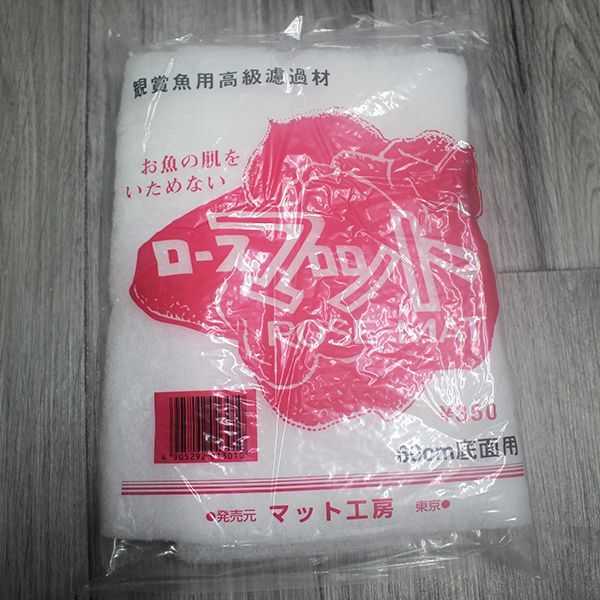 観賞魚用高級濾過材
お魚の肌を
いためない
ローズマット
ROSE MAT
¥350
60cm底面用
●発売元 マット工房 東京●